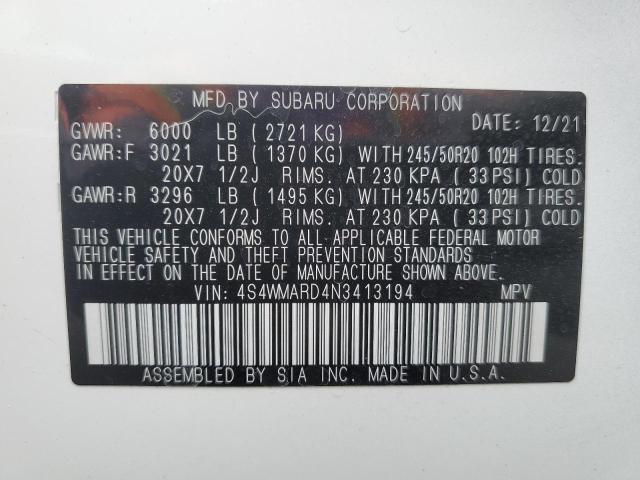 MFD BY SUBARU CORPORATION
DATE: 12/21
GVWR: 6000 LB (2721 KG)
GAWR:F 3021 LB (1370 KG) WITH 245/50R20 102H TIRES.
20X7 1/2J RIMS. AT 230 KPA (33 PSI) COLD
GAWR:R 3296 LB (1495 KG) WITH 245/50R20 102H TIRES.
20X7 1/2J RIMS. AT 230 KPA (33 PSI) COLD
THIS VEHICLE CONFORMS TO ALL APPLICABLE FEDERAL MOTOR
VEHICLE SAFETY AND THEFT PREVENTION STANDARDS
IN EFFECT ON THE DATE OF MANUFACTURE SHOWN ABOVE.
VIN: 4S4WMARD4N3413194 MPV
ASSEMBLED BY SIA INC. MADE IN U.S.A.